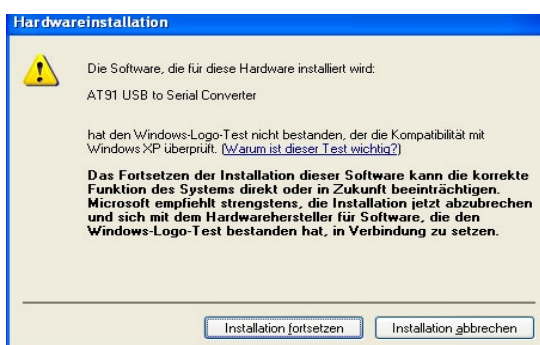 Hardwareinstallation
Die Software, die für diese Hardware installiert wird:
AT91 USB to Serial Converter
hat den Windows-Logo-Test nicht bestanden, der die Kompatibilität mit
Windows XP überprüft. (Warum ist dieser Test wichtig?)
Das Fortsetzen der Installation dieser Software kann die korrekte
Funktion des Systems direkt oder in Zukunft beeinträchtigen.
Microsoft empfiehlt strengstens, die Installation jetzt abzubrechen
und sich mit dem Hardwarehersteller für Software, die den
Windows-Logo-Test bestanden hat, in Verbindung zu setzen.
Installation fortsetzen Installation abbrechen